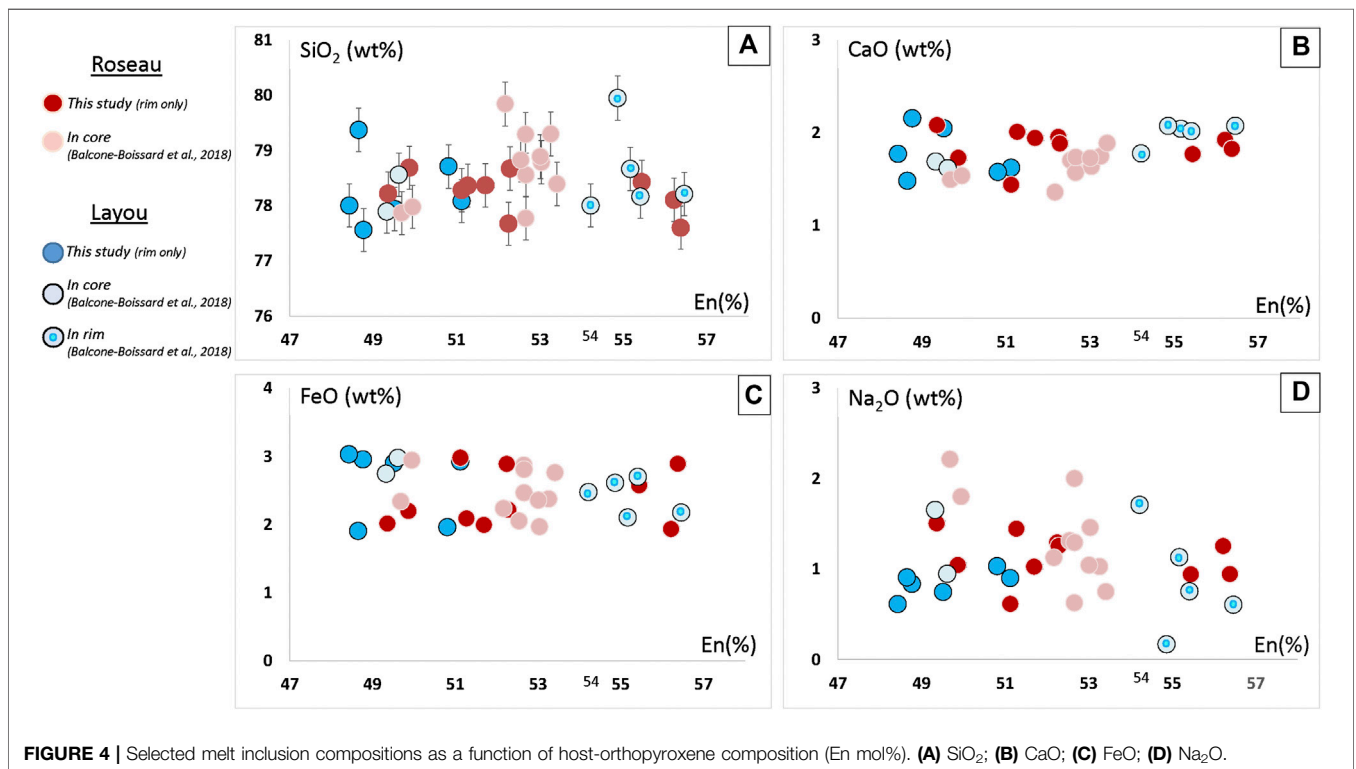 Roseau
This study (rim only)
In core
(Balcone-Boissard et al., 2018)
Layou
This study (rim only)
In core
(Balcone-Boissard et al., 2018)
In rim
(Balcone-Boissard et al., 2018)
SiO₂ (wt%)
A
81
80
79
78
77
76
En(%)
47 49 51 53 54 55 57
CaO (wt%)
B
3
2
1
0
En(%)
47 49 51 53 54 55 57
FeO (wt%)
C
4
3
2
1
0
En(%)
47 49 51 53 54 55 57
Na₂O (wt%)
D
3
2
1
0
En(%)
47 49 51 53 54 55 57
FIGURE 4 | Selected melt inclusion compositions as a function of host-orthopyroxene composition (En mol%). (A) SiO₂; (B) CaO; (C) FeO; (D) Na₂O.